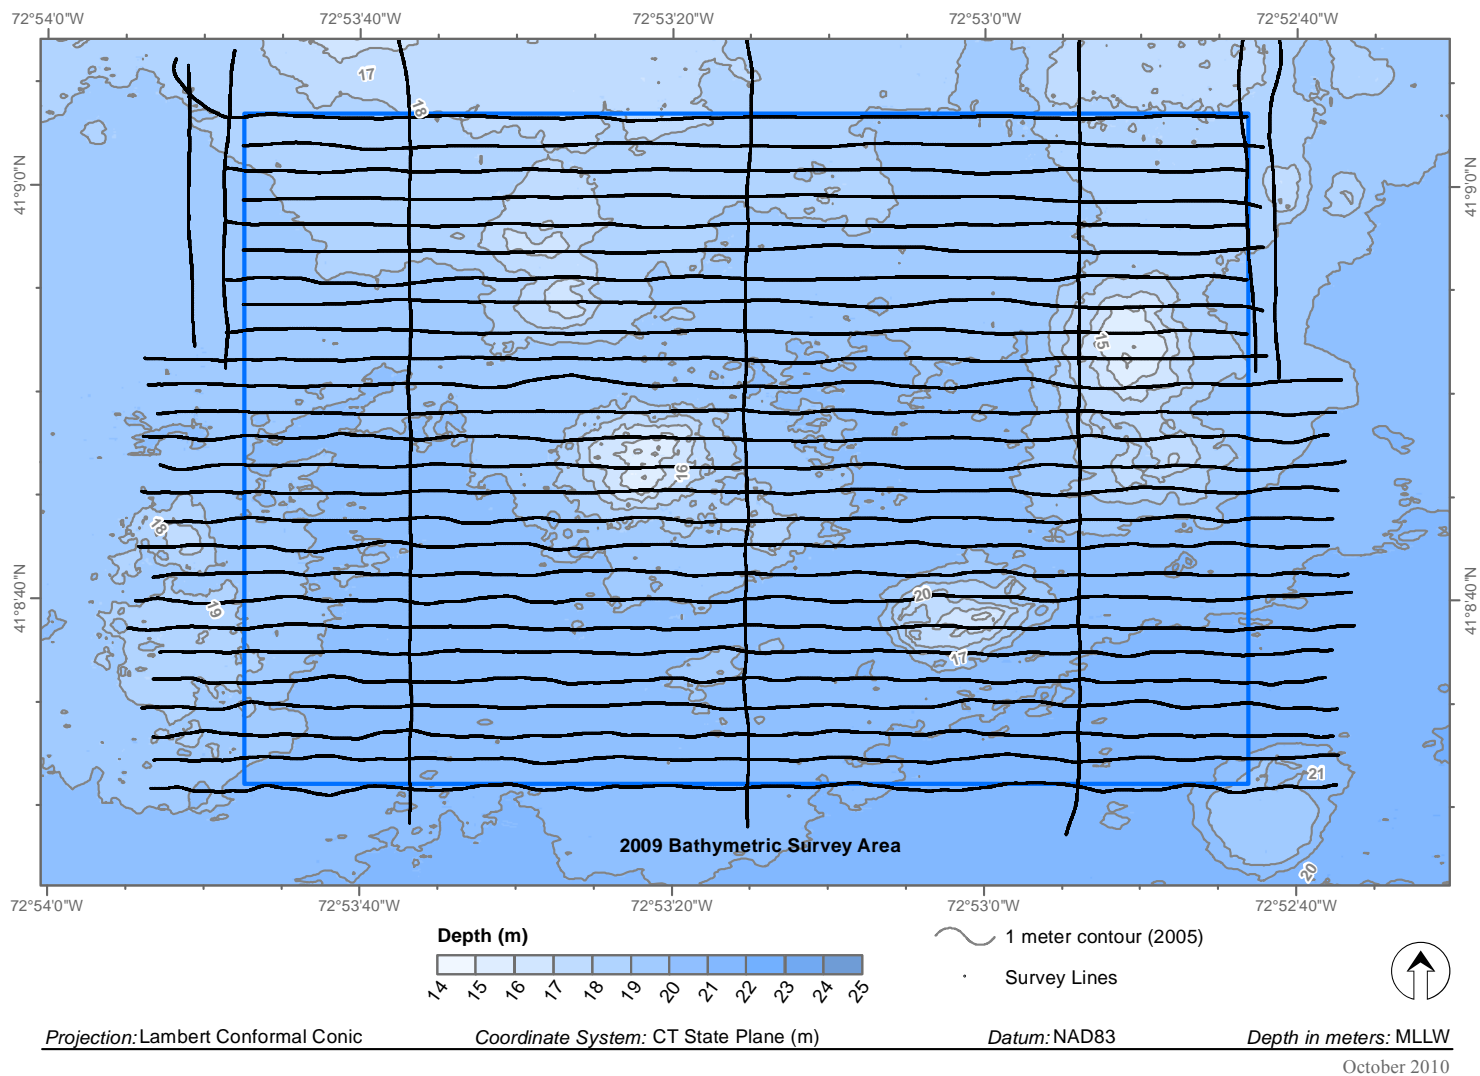 72°54'0"W 72°53'40"W 72°53'20"W 72°53'0"W 72°52'40"W
17
18
41°9'0"N 41°9'0"N
15
16
18
41°8'40"N 41°8'40"N
20
19
17
21
2009 Bathymetric Survey Area
20
72°54'0"W 72°53'40"W 72°53'20"W 72°53'0"W 72°52'40"W
Depth (m)
1 meter contour (2005)
Survey Lines
14 15 16 17 18 19 20 21 22 23 24 25
Projection: Lambert Conformal Conic Coordinate System: CT State Plane (m) Datum: NAD83 Depth in meters: MLLW
October 2010